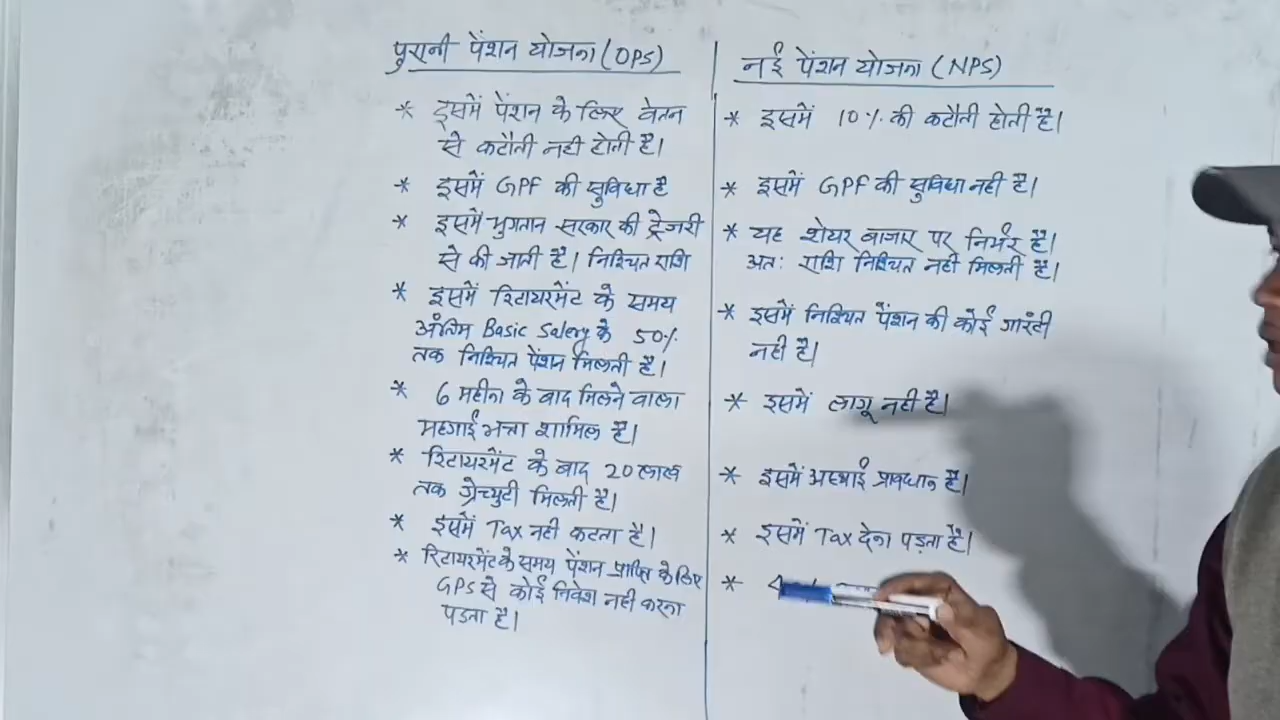 पुरानी पेंशन योजना (OPS)
* इसमें पेंशन के लिए वेतन
से कटौती नही होती है।
* इसमें GPF की सुविधा है
* इसमें भुगतान सरकार की ट्रेजरी
से की जाती है। निश्चित राशि
* इसमें रिटायरमेंट के समय
अंतिम Basic Salery के 50%
तक निश्चित पेंशन मिलती है।
* 6 महीना के बाद मिलने वाला
महगाई भत्ता शामिल है।
* रिटायरमेंट के बाद 20 लाख
तक ग्रेच्युटी मिलती है।
* इसमें Tax नही कटता है।
* रिटायरमेंट के समय पेंशन प्राप्ति के लिए
GPS से कोई निवेश नही करना
पड़ता है।
नई पेंशन योजना (NPS)
* इसमें 10% की कटौती होती है।
* इसमें GPF की सुविधा नही है।
* यह शेयर बाजार पर निर्भर है।
अतः राशि निश्चित नही मिलती है।
* इसमें निश्चित पेंशन की कोई गारंटी
नही है।
* इसमें लागू नही है।
* इसमें अस्थाई प्रावधान है।
* इसमें Tax देना पड़ता है।
*